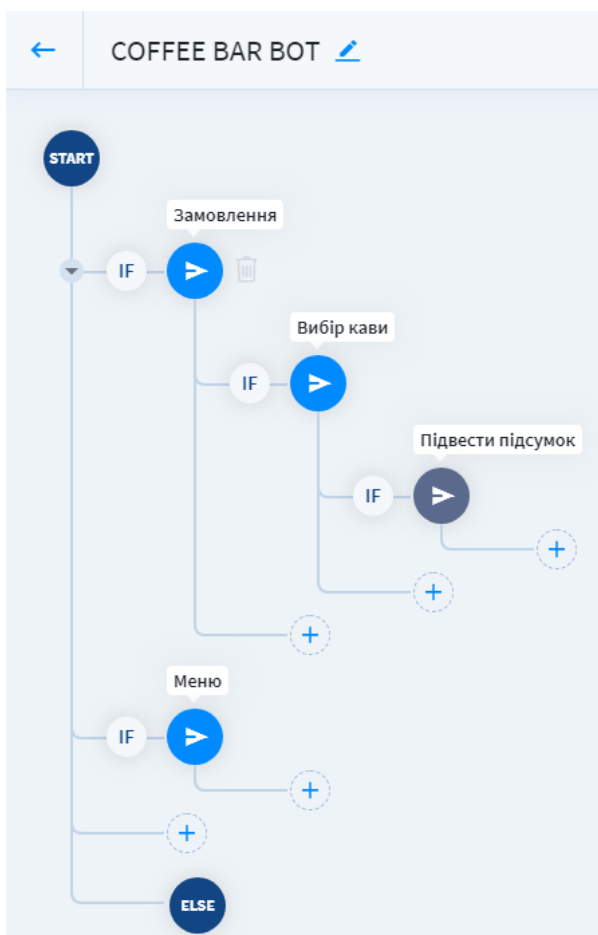 COFFEE BAR BOT
START
Замовлення
IF
Вибір кави
IF
Підвести підсумок
IF
Меню
IF
ELSE